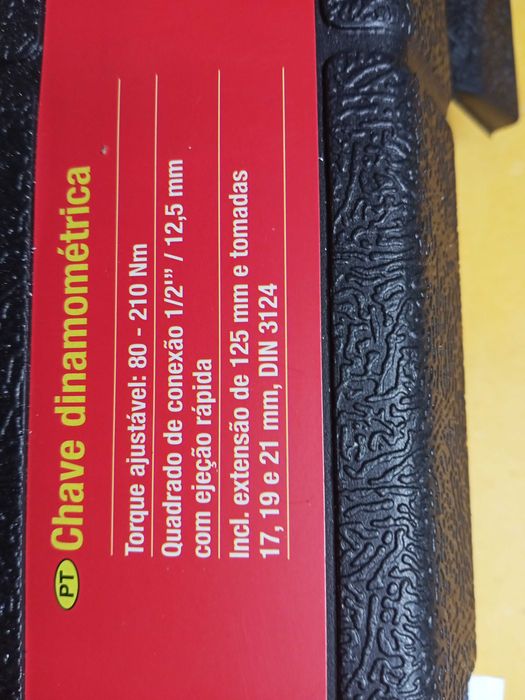 PT Chave dinamométrica
Torque ajustável: 80 - 210 Nm
Quadrado de conexão 1/2"' / 12,5 mm
com ejeção rápida
Incl. extensão de 125 mm e tomadas
17, 19 e 21 mm, DIN 3124